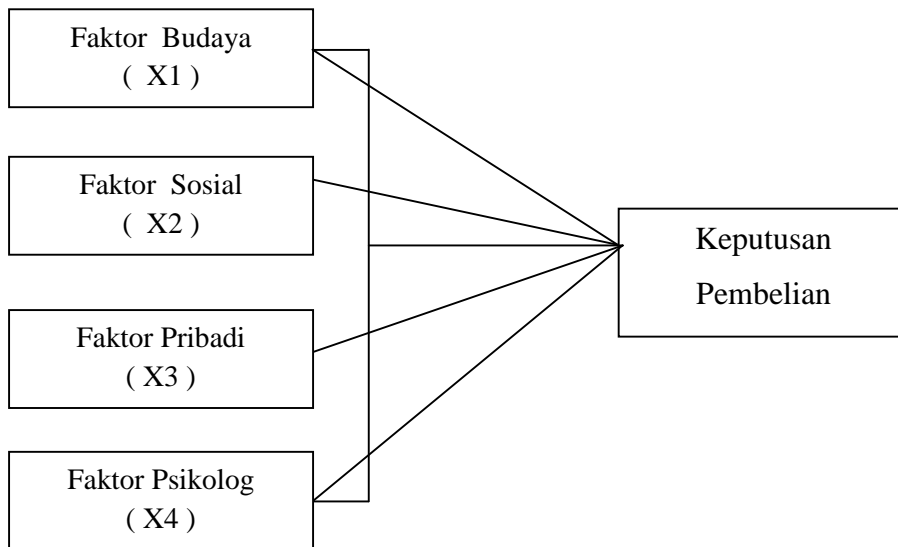 Faktor Budaya
( X1 )
Faktor Sosial
( X2 )
Faktor Pribadi
( X3 )
Faktor Psikolog
( X4 )
Keputusan
Pembelian